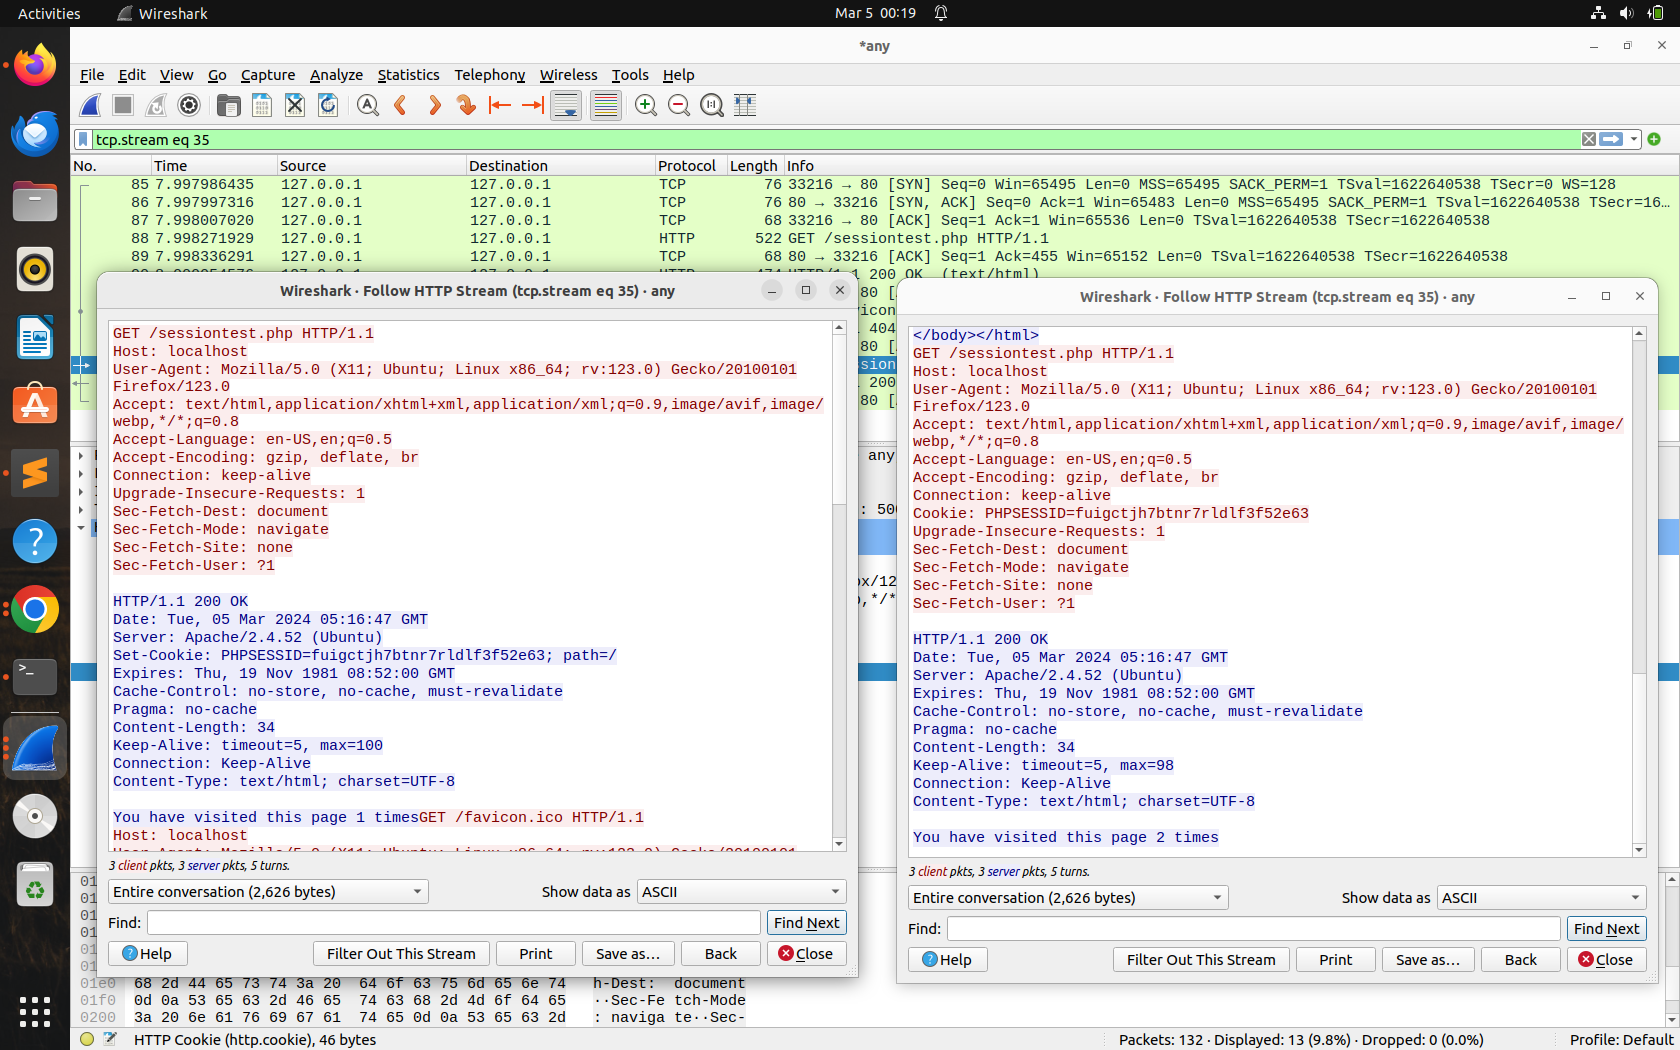 Activities
Wireshark
Mar 5 00:19
*any
File Edit View Go Capture Analyze Statistics Telephony Wireless Tools Help
tcp.stream eq 35
No. Time Source Destination Protocol Length Info
85 7.997986435 127.0.0.1 127.0.0.1 TCP 76 33216 → 80 [SYN] Seq=0 Win=65495 Len=0 MSS=65495 SACK_PERM=1 TSval=1622640538 TSecr=0 WS=128
86 7.997997316 127.0.0.1 127.0.0.1 TCP 76 80 → 33216 [SYN, ACK] Seq=0 Ack=1 Win=65483 Len=0 MSS=65495 SACK_PERM=1 TSval=1622640538 TSecr=16…
87 7.998007020 127.0.0.1 127.0.0.1 TCP 68 33216 → 80 [ACK] Seq=1 Ack=1 Win=65536 Len=0 TSval=1622640538 TSecr=1622640538
88 7.998271929 127.0.0.1 127.0.0.1 HTTP 522 GET /sessiontest.php HTTP/1.1
89 7.998336291 127.0.0.1 127.0.0.1 TCP 68 80 → 33216 [ACK] Seq=1 Ack=455 Win=65152 Len=0 TSval=1622640538 TSecr=1622640538
200 OK (text/html)
Wireshark · Follow HTTP Stream (tcp.stream eq 35) · any
GET /sessiontest.php HTTP/1.1
Host: localhost
User-Agent: Mozilla/5.0 (X11; Ubuntu; Linux x86_64; rv:123.0) Gecko/20100101
Firefox/123.0
Accept: text/html,application/xhtml+xml,application/xml;q=0.9,image/avif,image/
webp,*/*;q=0.8
Accept-Language: en-US,en;q=0.5
Accept-Encoding: gzip, deflate, br
Connection: keep-alive
Upgrade-Insecure-Requests: 1
Sec-Fetch-Dest: document
Sec-Fetch-Mode: navigate
Sec-Fetch-Site: none
Sec-Fetch-User: ?1
HTTP/1.1 200 OK
Date: Tue, 05 Mar 2024 05:16:47 GMT
Server: Apache/2.4.52 (Ubuntu)
Set-Cookie: PHPSESSID=fuigctjh7btnr7rldlf3f52e63; path=/
Expires: Thu, 19 Nov 1981 08:52:00 GMT
Cache-Control: no-store, no-cache, must-revalidate
Pragma: no-cache
Content-Length: 34
Keep-Alive: timeout=5, max=100
Connection: Keep-Alive
Content-Type: text/html; charset=UTF-8
You have visited this page 1 timesGET /favicon.ico HTTP/1.1
Host: localhost
User-Agent: Mozilla/5.0 (X11; Ubuntu; Linux x86_64; rv:123.0) Gecko/20100101
3 client pkts, 3 server pkts, 5 turns.
Entire conversation (2,626 bytes)
Show data as ASCII
Find:
Find Next
Help
Filter Out This Stream
Print
Save as…
Back
Close
Wireshark · Follow HTTP Stream (tcp.stream eq 35) · any
</body></html>
GET /sessiontest.php HTTP/1.1
Host: localhost
User-Agent: Mozilla/5.0 (X11; Ubuntu; Linux x86_64; rv:123.0) Gecko/20100101
Firefox/123.0
Accept: text/html,application/xhtml+xml,application/xml;q=0.9,image/avif,image/
webp,*/*;q=0.8
Accept-Language: en-US,en;q=0.5
Accept-Encoding: gzip, deflate, br
Connection: keep-alive
Cookie: PHPSESSID=fuigctjh7btnr7rldlf3f52e63
Upgrade-Insecure-Requests: 1
Sec-Fetch-Dest: document
Sec-Fetch-Mode: navigate
Sec-Fetch-Site: none
Sec-Fetch-User: ?1
HTTP/1.1 200 OK
Date: Tue, 05 Mar 2024 05:16:47 GMT
Server: Apache/2.4.52 (Ubuntu)
Expires: Thu, 19 Nov 1981 08:52:00 GMT
Cache-Control: no-store, no-cache, must-revalidate
Pragma: no-cache
Content-Length: 34
Keep-Alive: timeout=5, max=98
Connection: Keep-Alive
Content-Type: text/html; charset=UTF-8
You have visited this page 2 times
3 client pkts, 3 server pkts, 5 turns.
Entire conversation (2,626 bytes)
Show data as ASCII
Find:
Find Next
Help
Filter Out This Stream
Print
Save as…
Back
Close
01e0 68 2d 44 65 73 74 3a 20 64 6f 63 75 6d 65 6e 74 h-Dest: document
01f0 0d 0a 53 65 63 2d 46 65 74 63 68 2d 4d 6f 64 65 ··Sec-Fe tch-Mode
0200 3a 20 6e 61 76 69 67 61 74 65 0d 0a 53 65 63 2d : naviga te··Sec-
HTTP Cookie (http.cookie), 46 bytes
Packets: 132 · Displayed: 13 (9.8%) · Dropped: 0 (0.0%)
Profile: Default